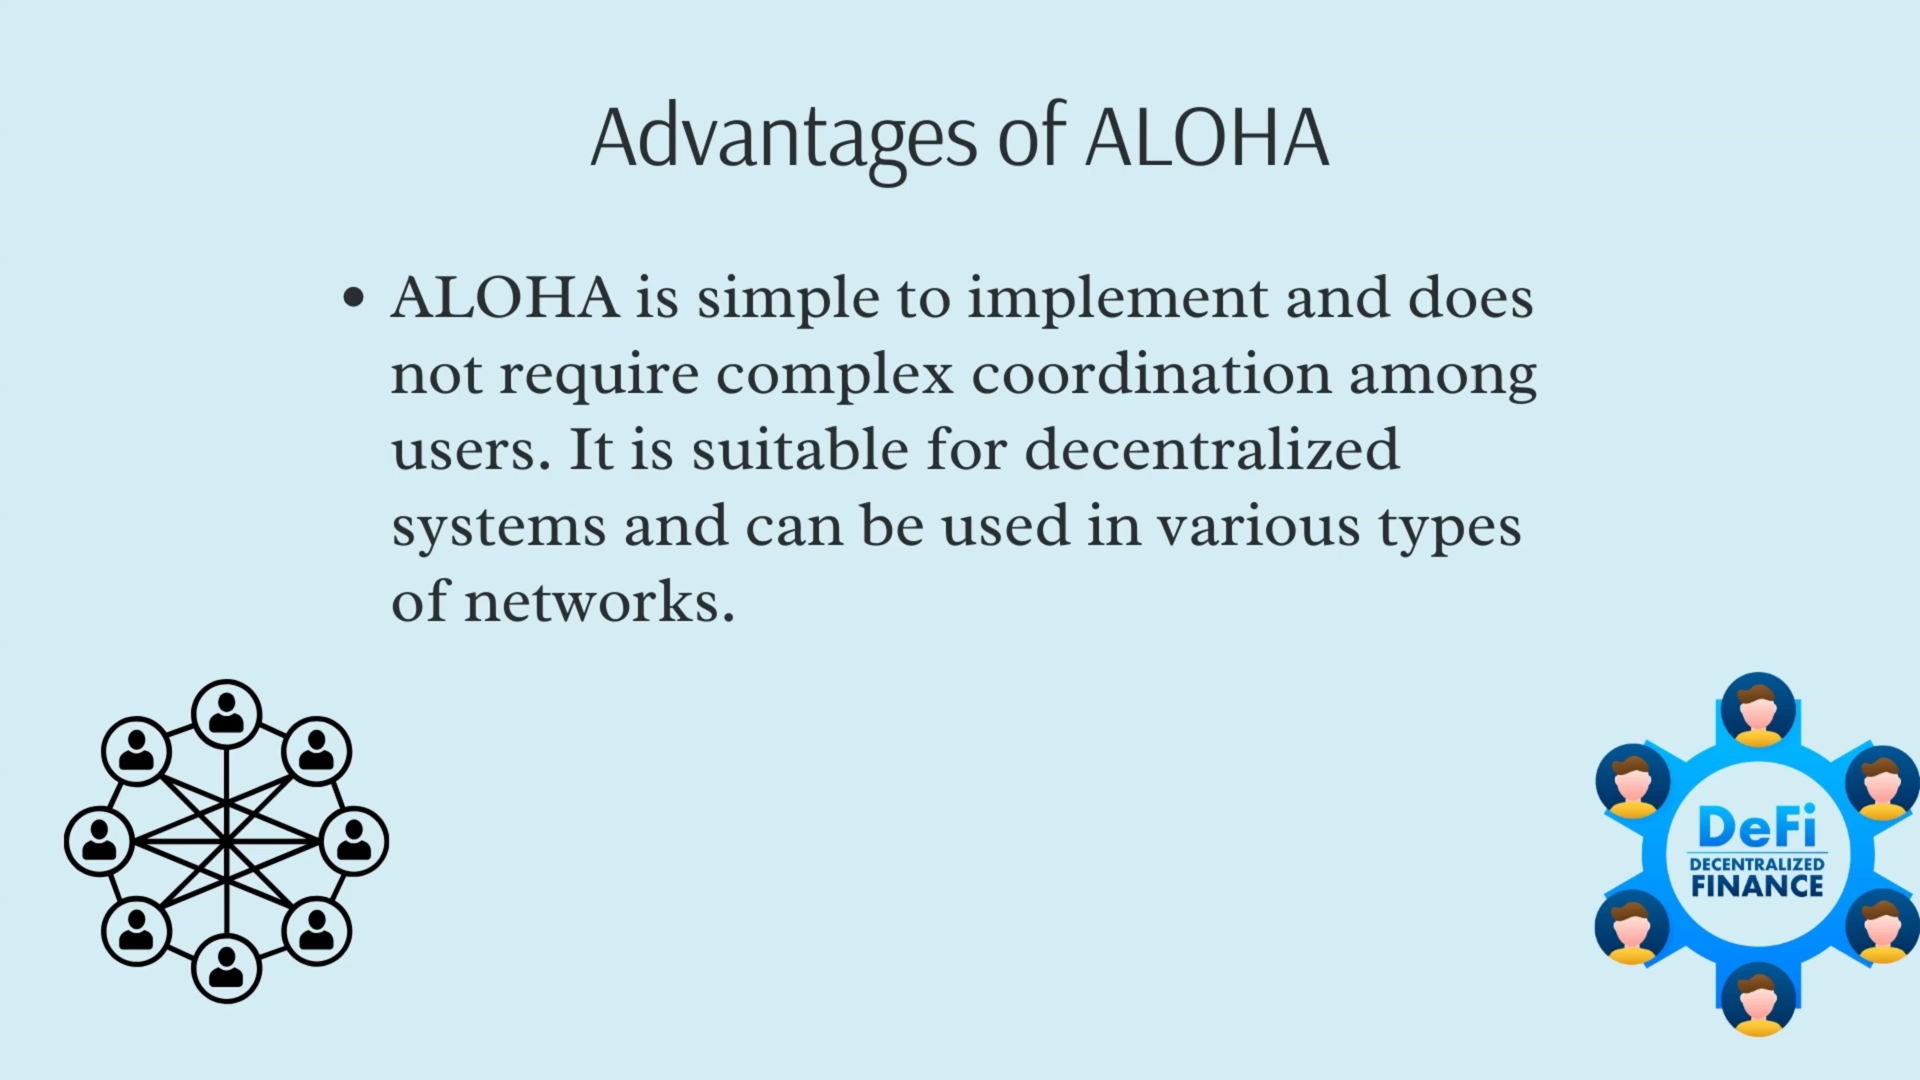 Advantages of ALOHA
• ALOHA is simple to implement and does
not require complex coordination among
users. It is suitable for decentralized
systems and can be used in various types
of networks.
DeFi
DECENTRALIZED
FINANCE